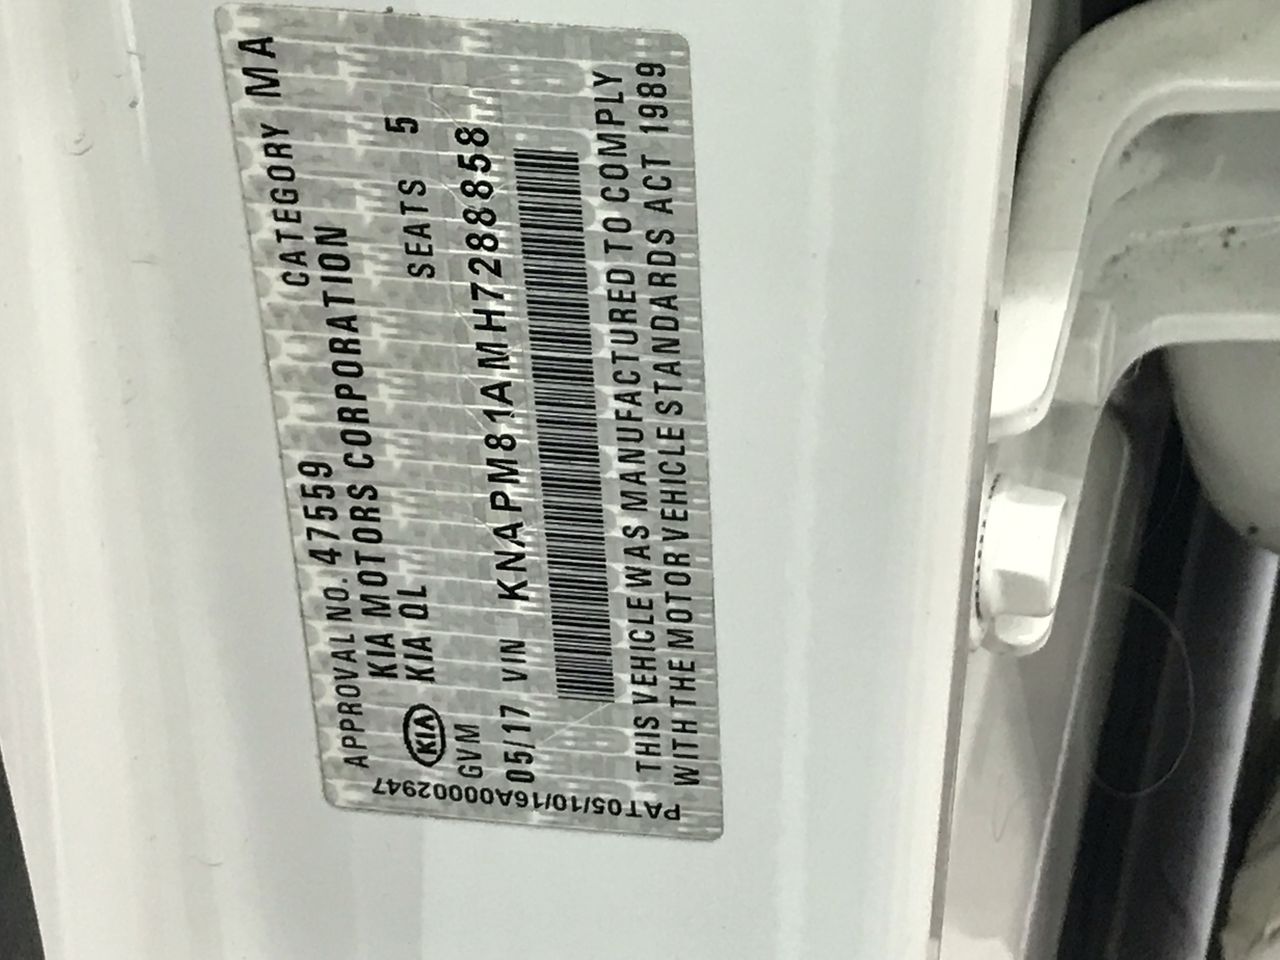 APPROVAL NO. 47559 CATEGORY MA
KIA MOTORS CORPORATION
KIA KIA QL SEATS 5
GVM
05/17 VIN KNAPM81AMH7288858
THIS VEHICLE WAS MANUFACTURED TO COMPLY
WITH THE MOTOR VEHICLE STANDARDS ACT 1989
PAT05/10/16A00002947